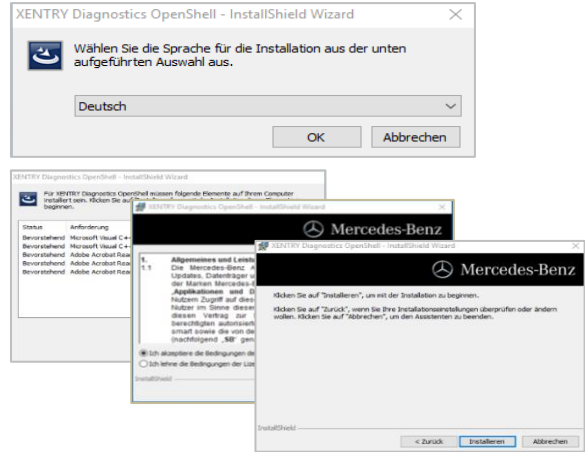 XENTRY Diagnostics OpenShell - InstallShield Wizard
Wählen Sie die Sprache für die Installation aus der unten
aufgeführten Auswahl aus.
Deutsch
OK
Abbrechen
XENTRY Diagnostics OpenShell - InstallShield Wizard
Für XENTRY Diagnostics OpenShell müssen folgende Elemente auf Ihrem Computer
installiert sein. Klicken Sie auf
beginnen.
Status Anforderung
Bevorstehend Microsoft Visual C++
Bevorstehend Microsoft Visual C++
Bevorstehend Adobe Acrobat Rea
Bevorstehend Adobe Acrobat Rea
Bevorstehend Adobe Acrobat Rea
XENTRY Diagnostics OpenShell - InstallShield Wizard
Mercedes-Benz
1. Allgemeines und Leist
1.1 Die Mercedes-Benz
Updates, Datenträger u
der Marken Mercedes-B
„Applikationen und D
Nutzern Zugriff auf dies
Nutzer im Sinne dieser
diesen Vertrag zur
berechtigten autorisiert
smart sowie die von de
(nachfolgend „SB“ gen
Ich akzeptiere die Bedingungen de
Ich lehne die Bedingungen der Lize
InstallShield
XENTRY Diagnostics OpenShell - InstallShield Wizard
Mercedes-Benz
Klicken Sie auf "Installieren", um mit der Installation zu beginnen.
Klicken Sie auf "Zurück", wenn Sie Ihre Installationseinstellungen überprüfen oder ändern
wollen. Klicken Sie auf "Abbrechen", um den Assistenten zu beenden.
InstallShield
< Zurück
Installieren
Abbrechen